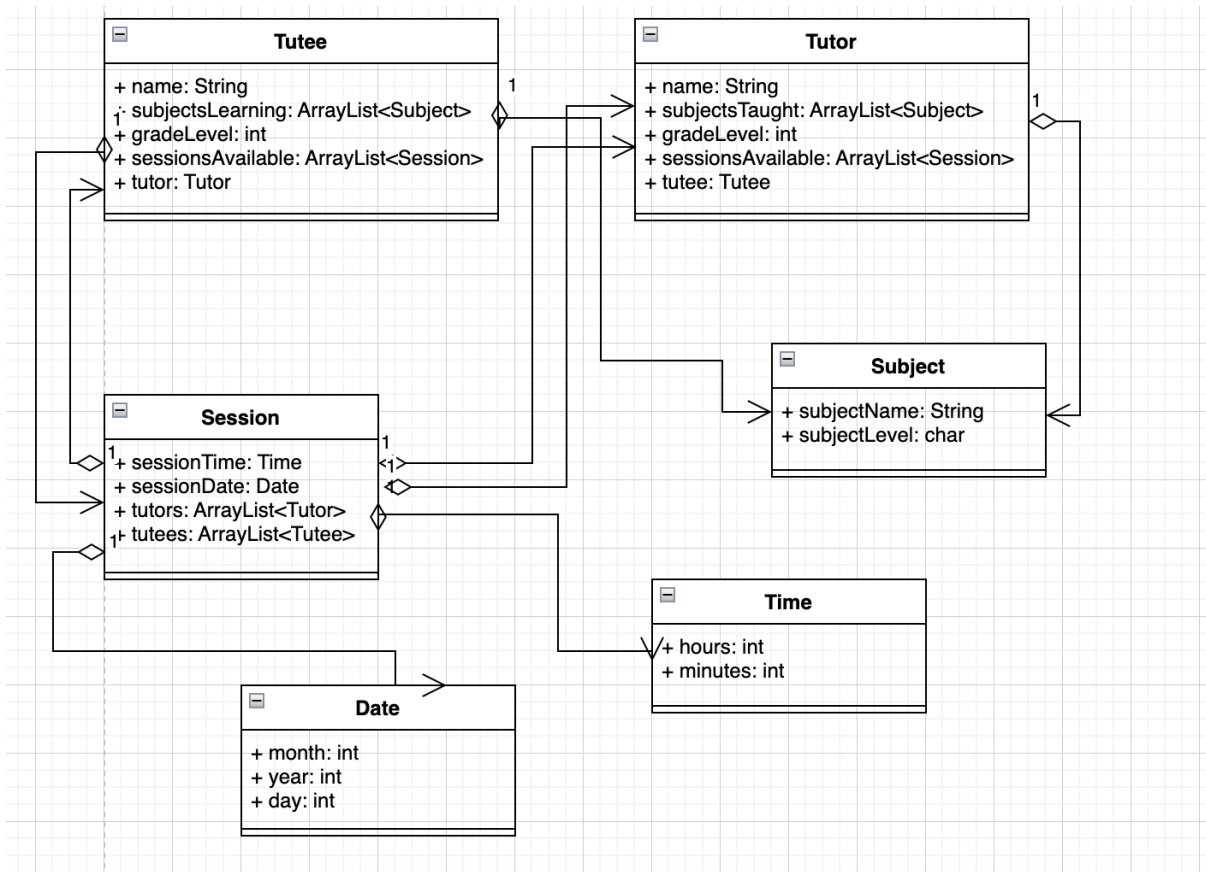 Tutee
+ name: String
- subjectsLearning: ArrayList<Subject>
+ gradeLevel: int
+ sessionsAvailable: ArrayList<Session>
+ tutor: Tutor
1
1
Tutor
+ name: String
+ subjectsTaught: ArrayList<Subject>
+ gradeLevel: int
+ sessionsAvailable: ArrayList<Session>
+ tutee: Tutee
1
Subject
+ subjectName: String
+ subjectLevel: char
Session
+ sessionTime: Time
+ sessionDate: Date
+ tutors: ArrayList<Tutor>
+ tutees: ArrayList<Tutee>
1
1
1
1
1
Time
+ hours: int
+ minutes: int
Date
+ month: int
+ year: int
+ day: int